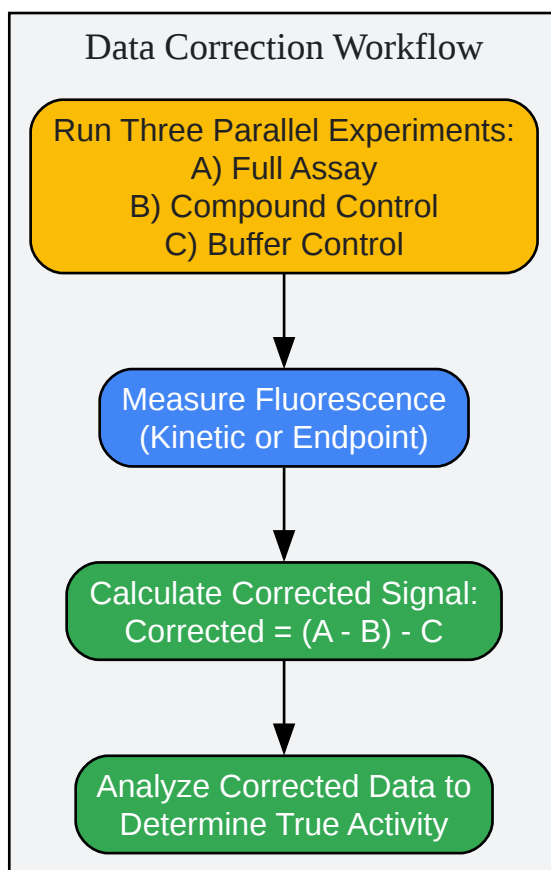 Data Correction Workflow
Run Three Parallel Experiments:
A) Full Assay
B) Compound Control
C) Buffer Control
Measure Fluorescence
(Kinetic or Endpoint)
Calculate Corrected Signal:
Corrected = (A - B) - C
Analyze Corrected Data to
Determine True Activity